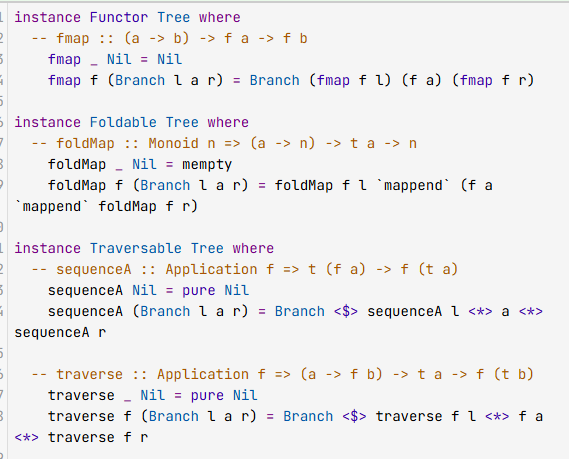 instance Functor Tree where
  -- fmap :: (a -> b) -> f a -> f b
    fmap _ Nil = Nil
    fmap f (Branch l a r) = Branch (fmap f l) (f a) (fmap f r)
instance Foldable Tree where
  -- foldMap :: Monoid n => (a -> n) -> t a -> n
    foldMap _ Nil = mempty
    foldMap f (Branch l a r) = foldMap f l `mappend` (f a
`mappend` foldMap f r)
instance Traversable Tree where
  -- sequenceA :: Application f => t (f a) -> f (t a)
    sequenceA Nil = pure Nil
    sequenceA (Branch l a r) = Branch <$> sequenceA l <*> a <*>
sequenceA r
  -- traverse :: Application f => (a -> f b) -> t a -> f (t b)
    traverse _ Nil = pure Nil
    traverse f (Branch l a r) = Branch <$> traverse f l <*> f a
<*> traverse f r